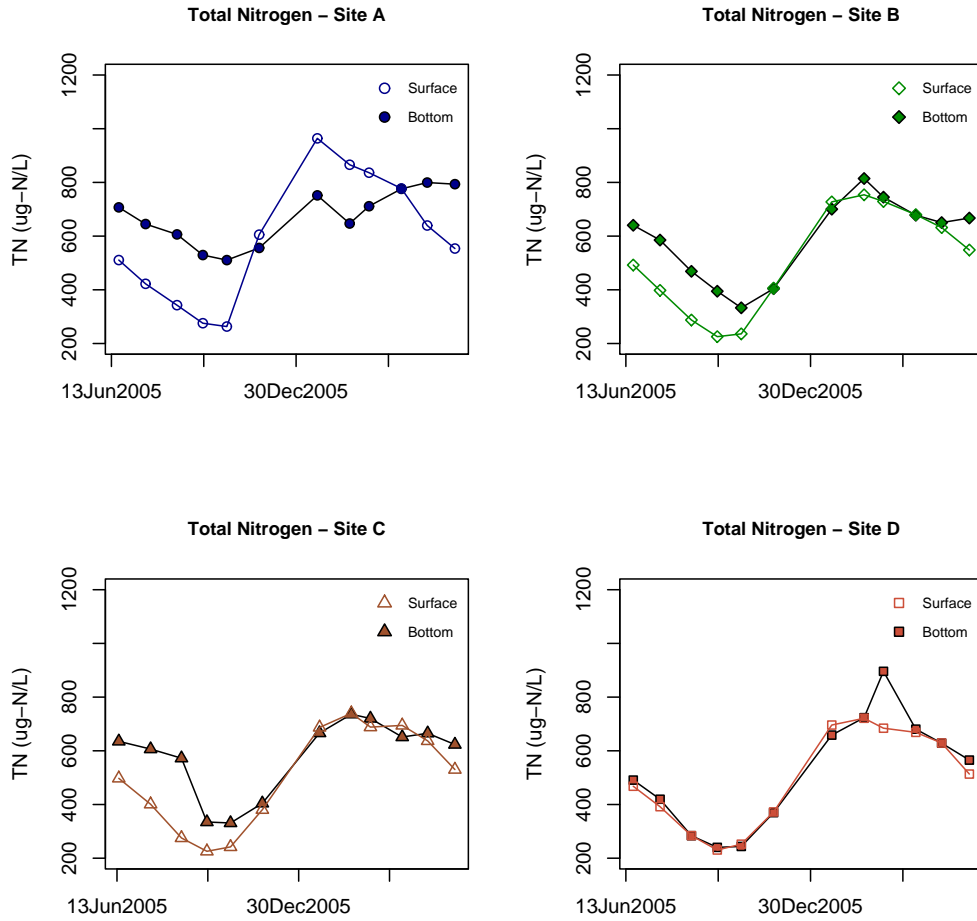 Total Nitrogen – Site A
TN (ug–N/L)
1200
800
600
400
200
Surface
Bottom
13Jun2005
30Dec2005
Total Nitrogen – Site B
TN (ug–N/L)
1200
800
600
400
200
Surface
Bottom
13Jun2005
30Dec2005
Total Nitrogen – Site C
TN (ug–N/L)
1200
800
600
400
200
Surface
Bottom
13Jun2005
30Dec2005
Total Nitrogen – Site D
TN (ug–N/L)
1200
800
600
400
200
Surface
Bottom
13Jun2005
30Dec2005